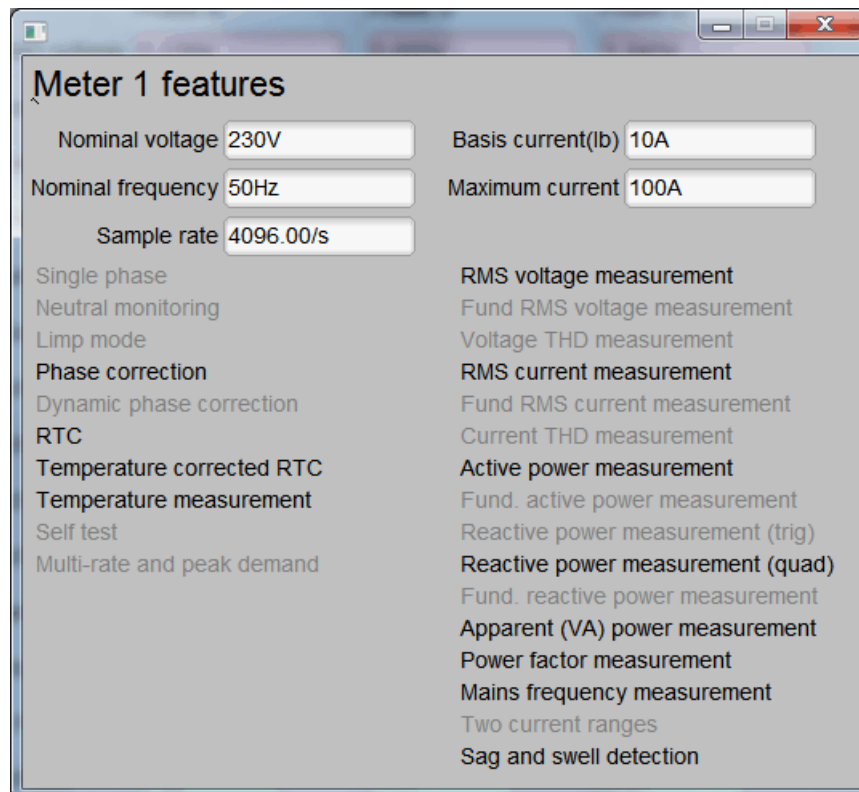 Meter 1 features
Nominal voltage 230V Basis current(Ib) 10A
Nominal frequency 50Hz Maximum current 100A
Sample rate 4096.00/s
Single phase
Neutral monitoring
Limp mode
Phase correction
Dynamic phase correction
RTC
Temperature corrected RTC
Temperature measurement
Self test
Multi-rate and peak demand
RMS voltage measurement
Fund RMS voltage measurement
Voltage THD measurement
RMS current measurement
Fund RMS current measurement
Current THD measurement
Active power measurement
Fund. active power measurement
Reactive power measurement (trig)
Reactive power measurement (quad)
Fund. reactive power measurement
Apparent (VA) power measurement
Power factor measurement
Mains frequency measurement
Two current ranges
Sag and swell detection